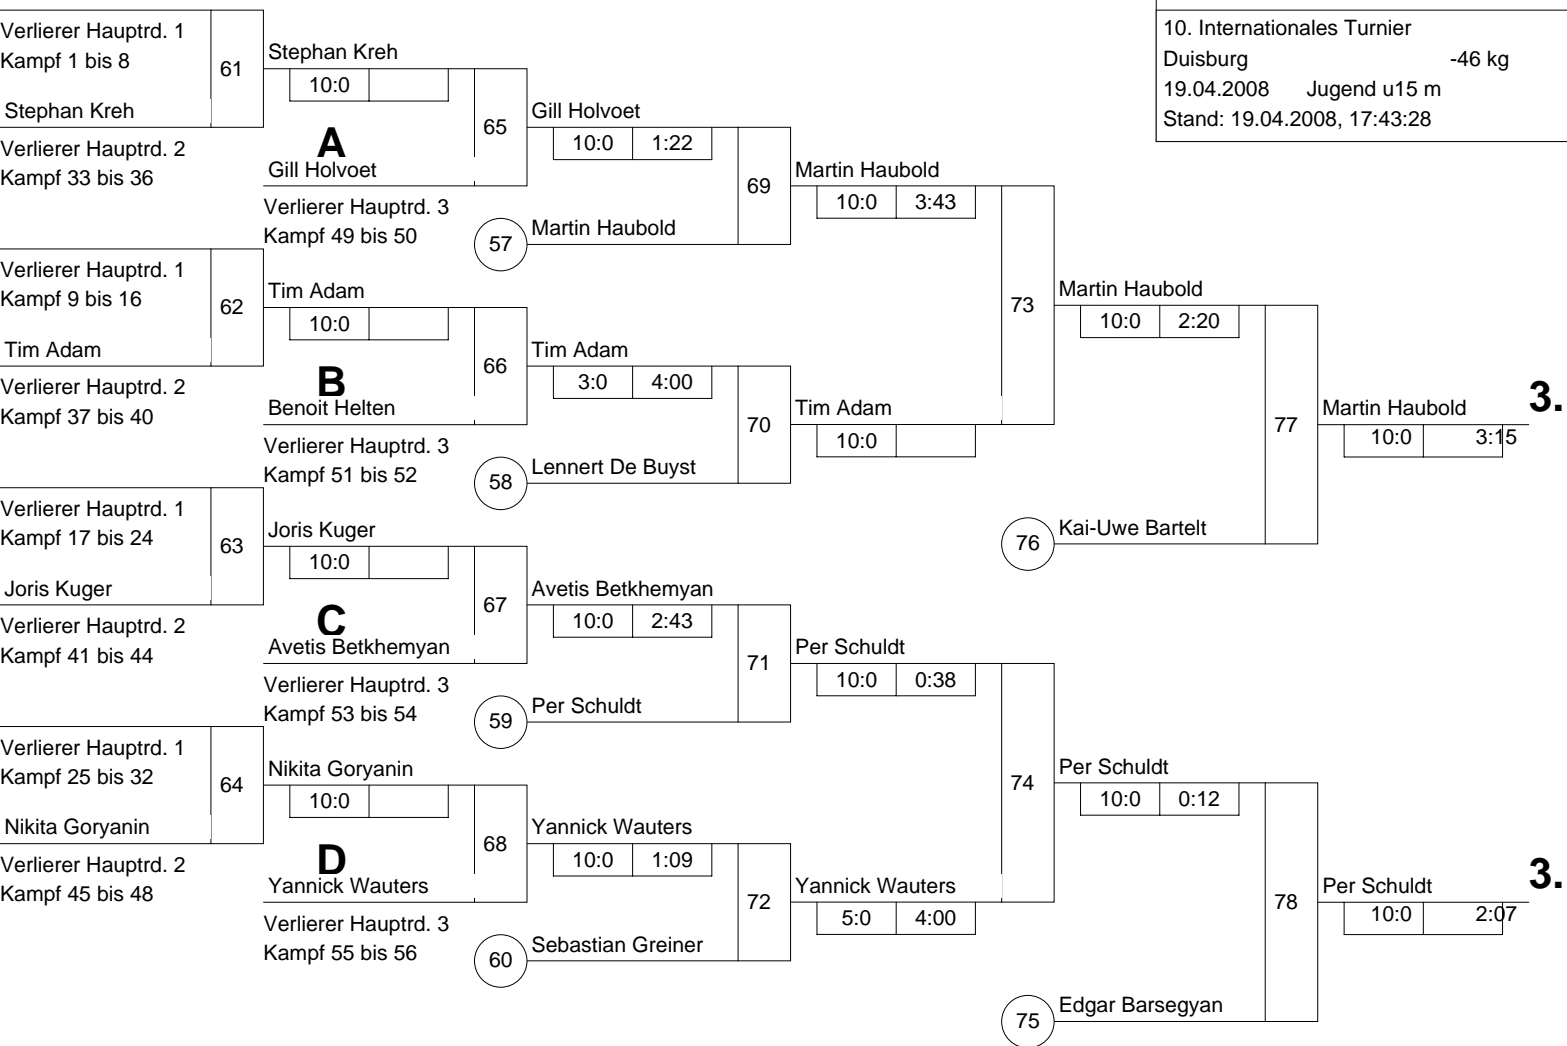 10. Internationales Turnier
Duisburg -46 kg
19.04.2008 Jugend u15 m
Stand: 19.04.2008, 17:43:28
Verlierer Hauptrd. 1
Kampf 1 bis 8
61
Stephan Kreh
Verlierer Hauptrd. 2
Kampf 33 bis 36
Verlierer Hauptrd. 1
Kampf 9 bis 16
62
Tim Adam
Verlierer Hauptrd. 2
Kampf 37 bis 40
Verlierer Hauptrd. 1
Kampf 17 bis 24
63
Joris Kuger
Verlierer Hauptrd. 2
Kampf 41 bis 44
Verlierer Hauptrd. 1
Kampf 25 bis 32
64
Nikita Goryanin
Verlierer Hauptrd. 2
Kampf 45 bis 48
Stephan Kreh
10:0
A
65
Gill Holvoet
Verlierer Hauptrd. 3
Kampf 49 bis 50
Tim Adam
10:0
B
66
Benoit Helten
Verlierer Hauptrd. 3
Kampf 51 bis 52
Joris Kuger
10:0
C
67
Avetis Betkhemyan
Verlierer Hauptrd. 3
Kampf 53 bis 54
Nikita Goryanin
10:0
D
68
Yannick Wauters
Verlierer Hauptrd. 3
Kampf 55 bis 56
Gill Holvoet
10:0 1:22
69
57 Martin Haubold
Tim Adam
3:0 4:00
70
58 Lennert De Buyst
Avetis Betkhemyan
10:0 2:43
71
59 Per Schuldt
Yannick Wauters
10:0 1:09
72
60 Sebastian Greiner
Martin Haubold
10:0 3:43
73
Tim Adam
10:0
Per Schuldt
10:0 0:38
74
Yannick Wauters
5:0 4:00
Martin Haubold
10:0 2:20
77
76 Kai-Uwe Bartelt
Per Schuldt
10:0 0:12
78
75 Edgar Barsegyan
Martin Haubold 3.
10:0 3:15
Per Schuldt 3.
10:0 2:07